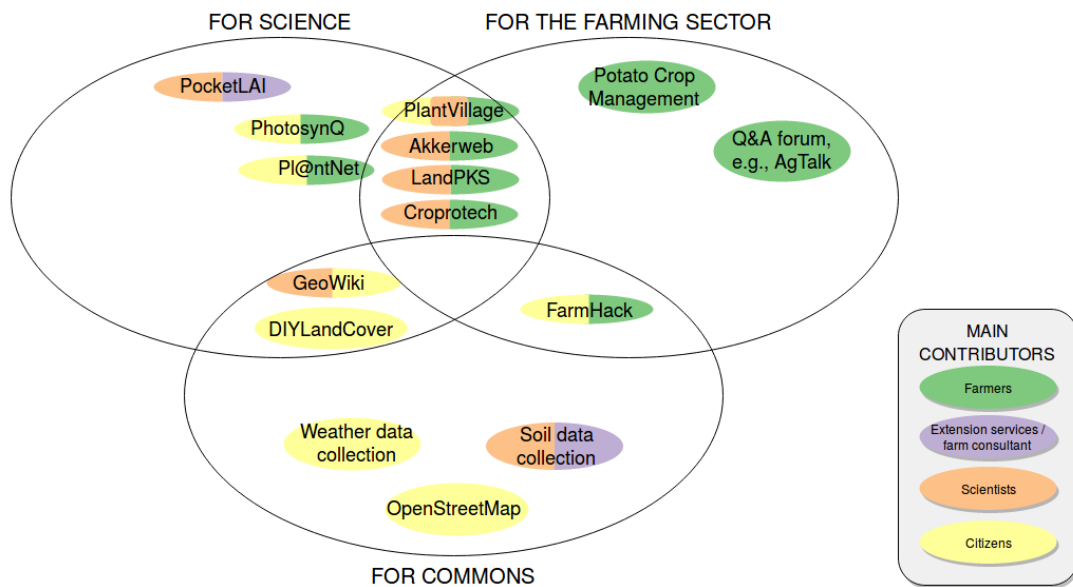 FOR SCIENCE
FOR THE FARMING SECTOR
PocketLAI
PhotosynQ
Pl@ntNet
PlantVillage
Akkerweb
LandPKS
Croprotech
Potato Crop
Management
Q&A forum,
e.g., AgTalk
GeoWiki
DIYLandCover
FarmHack
Weather data
collection
Soil data
collection
OpenStreetMap
FOR COMMONS
MAIN
CONTRIBUTORS
Farmers
Extension services /
farm consultant
Scientists
Citizens